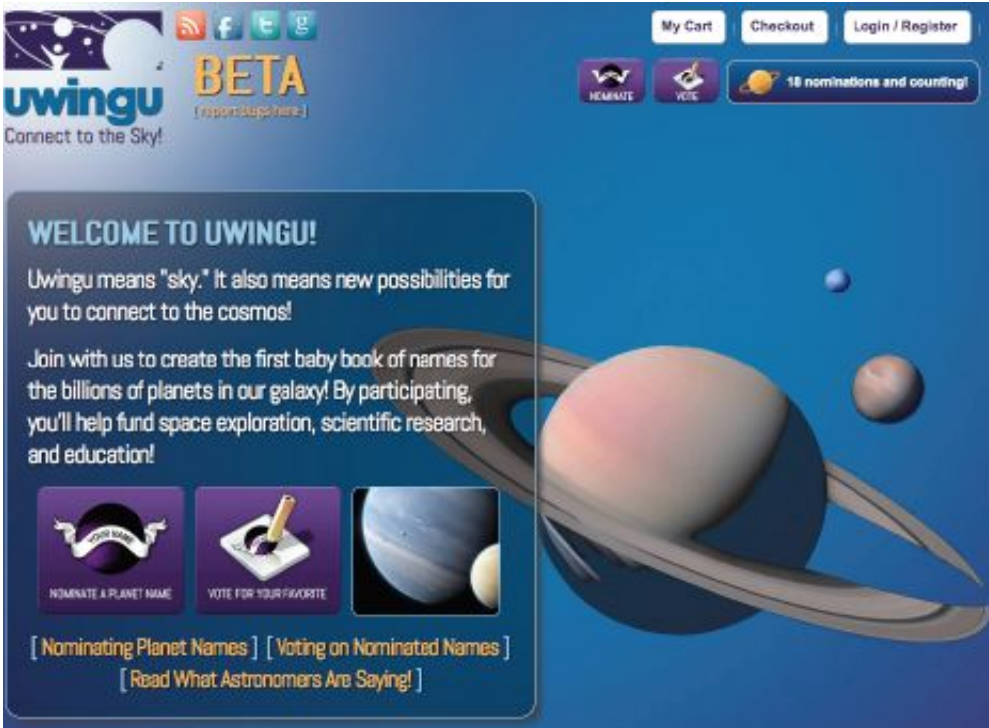 My Cart
Checkout
Login / Register
uwingu
Connect to the Sky!
BETA
[ report bugs here ]
NOMINATE
VOTE
18 nominations and counting!
WELCOME TO UWINGU!
Uwingu means "sky." It also means new possibilities for
you to connect to the cosmos!
Join with us to create the first baby book of names for
the billions of planets in our galaxy! By participating,
you'll help fund space exploration, scientific research,
and education!
YOUR NAME
NOMINATE A PLANET NAME
VOTE FOR YOUR FAVORITE
[ Nominating Planet Names ] [ Voting on Nominated Names ]
[ Read What Astronomers Are Saying! ]